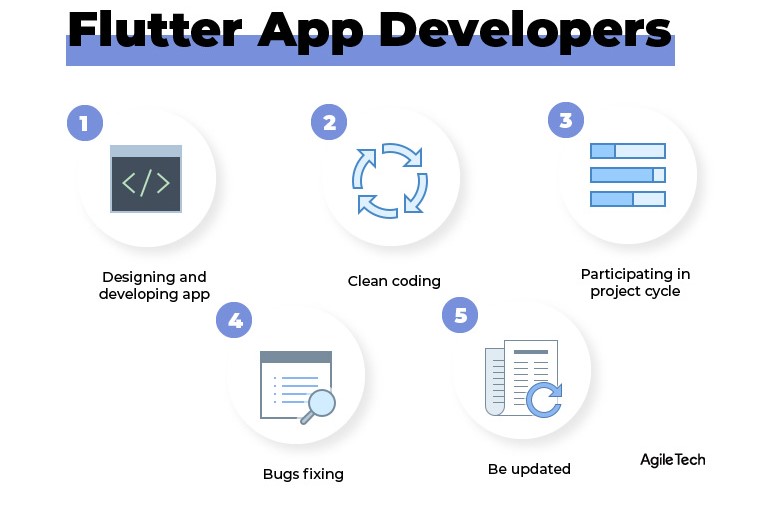 Flutter App Developers
1
2
3
</>
Designing and
developing app
Clean coding
Participating in
project cycle
4
5
Bugs fixing
Be updated
AgileTech